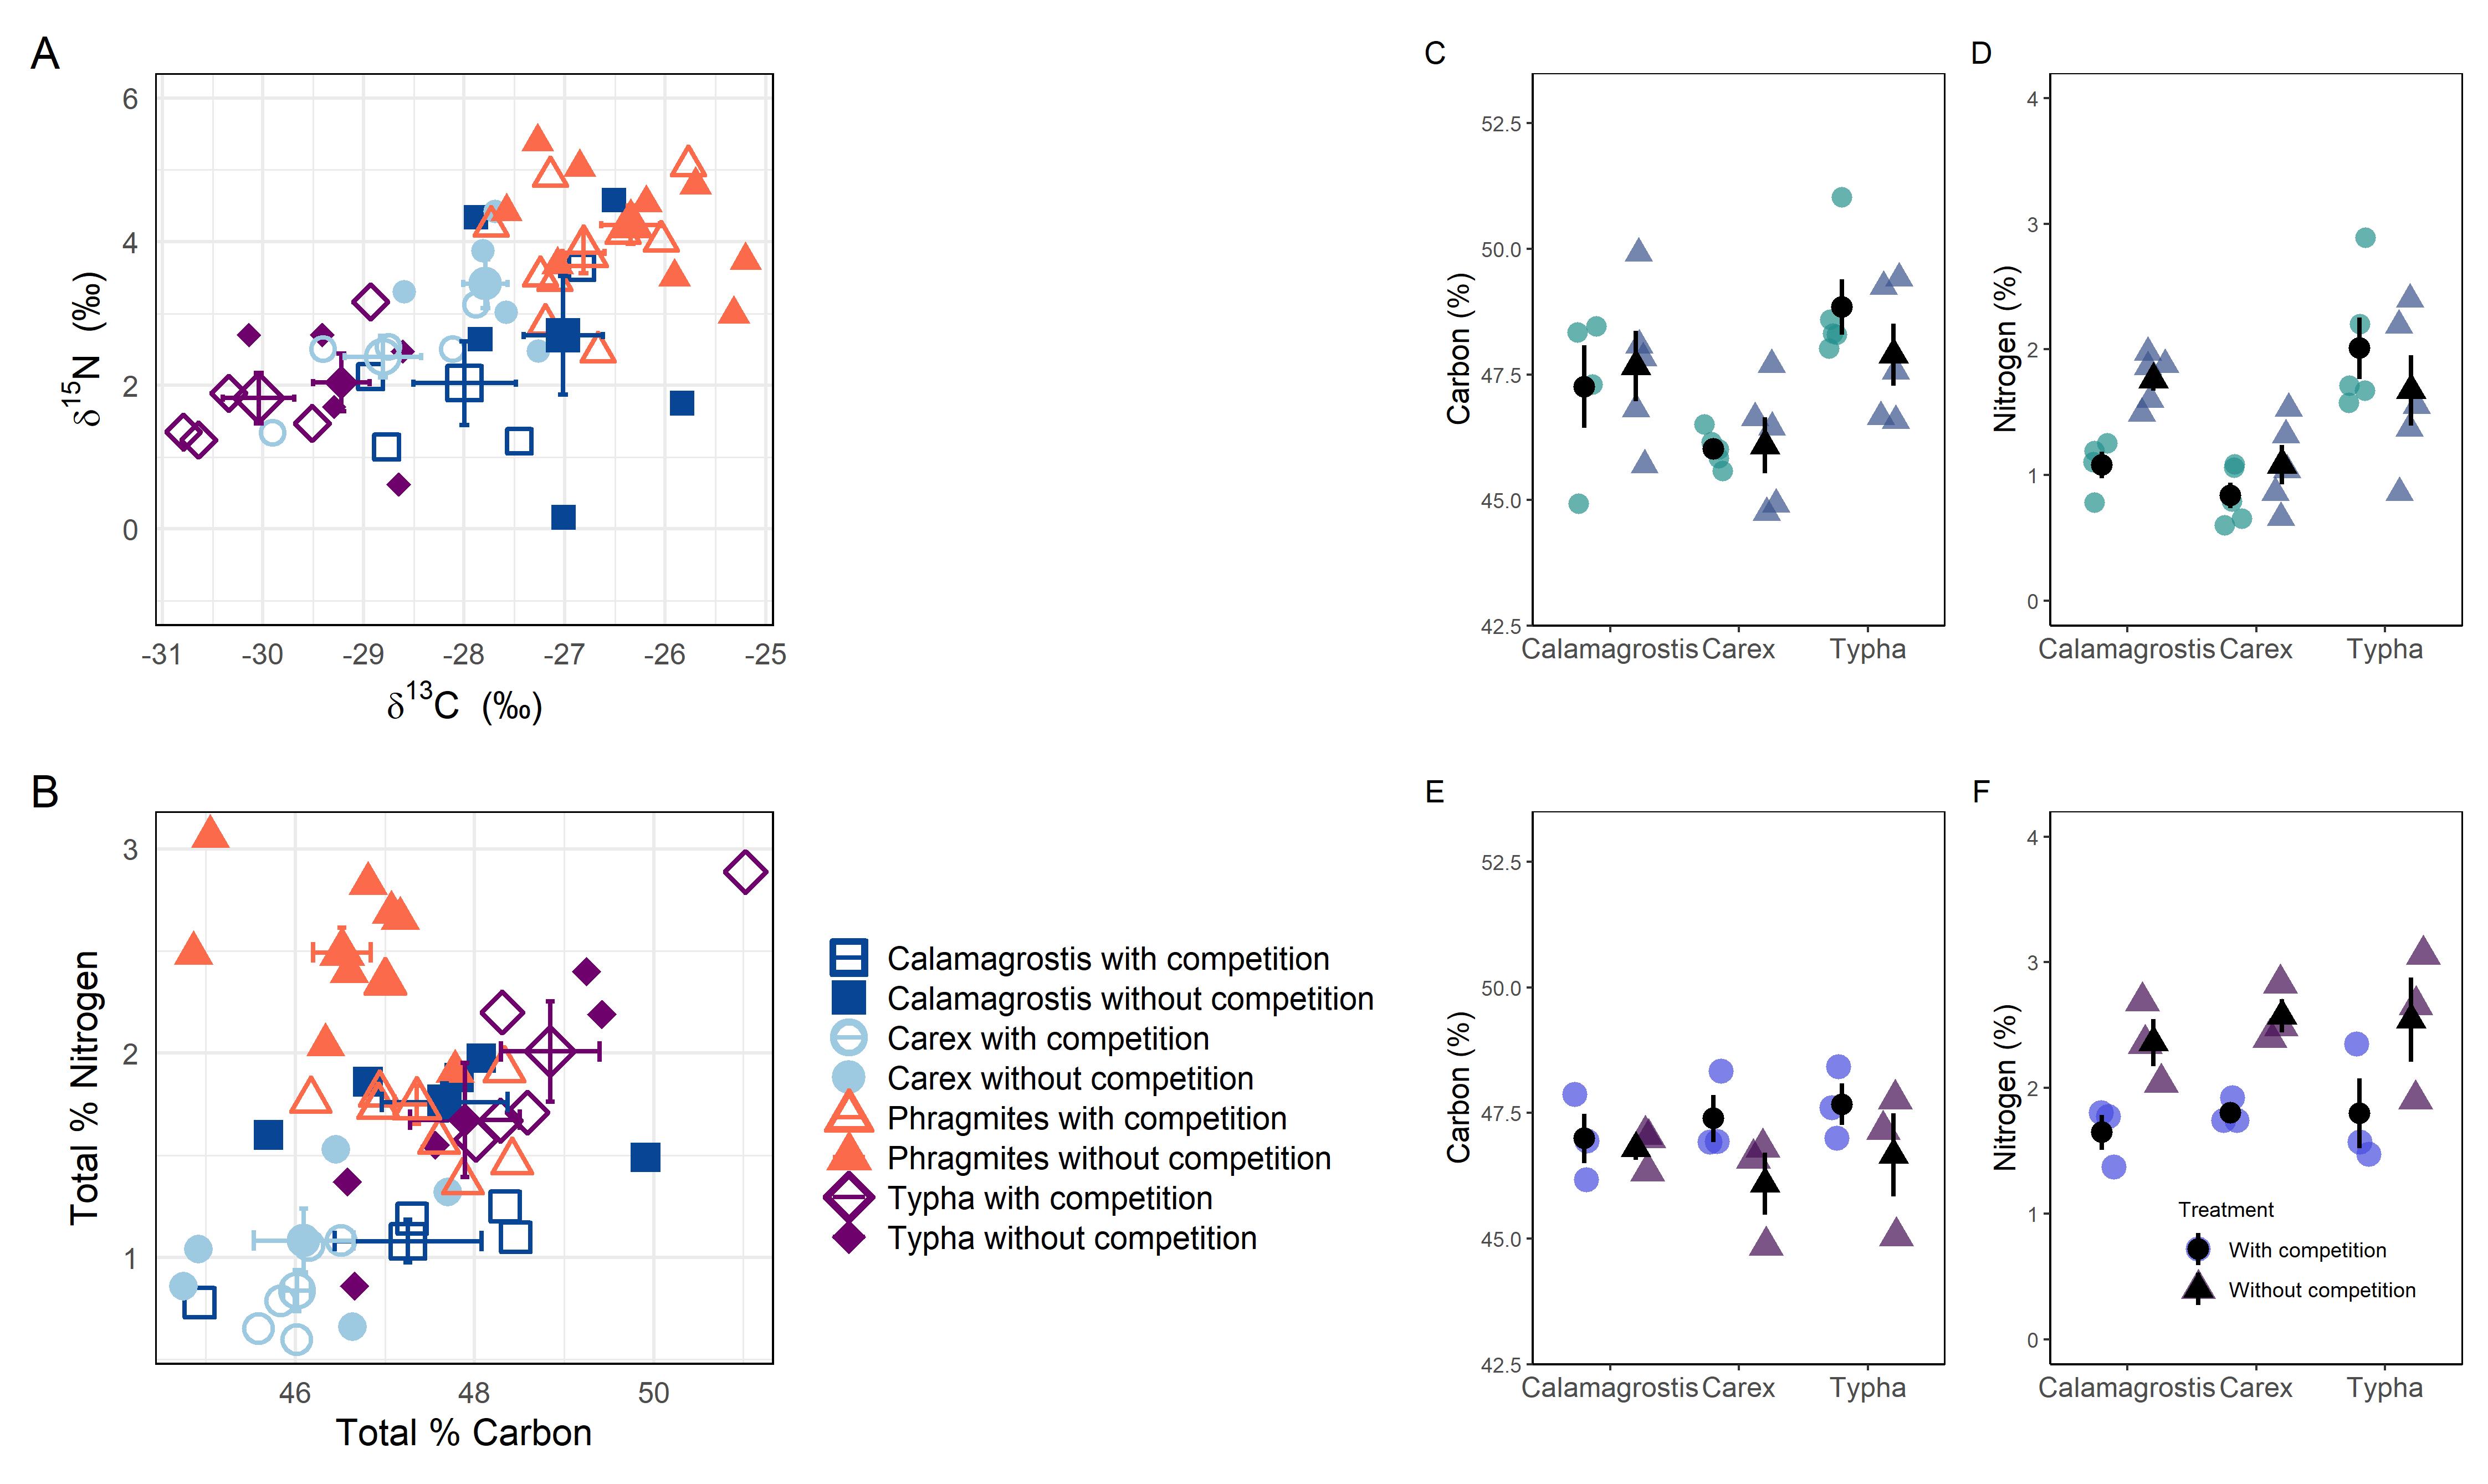 A
6
4
2
0
δ15N (‰)
-31 -30 -29 -28 -27 -26 -25
δ13C (‰)
B
3
2
1
Total % Nitrogen
46 48 50
Total % Carbon
Calamagrostis with competition
Calamagrostis without competition
Carex with competition
Carex without competition
Phragmites with competition
Phragmites without competition
Typha with competition
Typha without competition
C
52.5
50.0
47.5
45.0
42.5
Carbon (%)
Calamagrostis Carex Typha
D
4
3
2
1
0
Nitrogen (%)
Calamagrostis Carex Typha
E
52.5
50.0
47.5
45.0
42.5
Carbon (%)
Calamagrostis Carex Typha
F
4
3
2
1
0
Nitrogen (%)
Treatment
With competition
Without competition
Calamagrostis Carex Typha